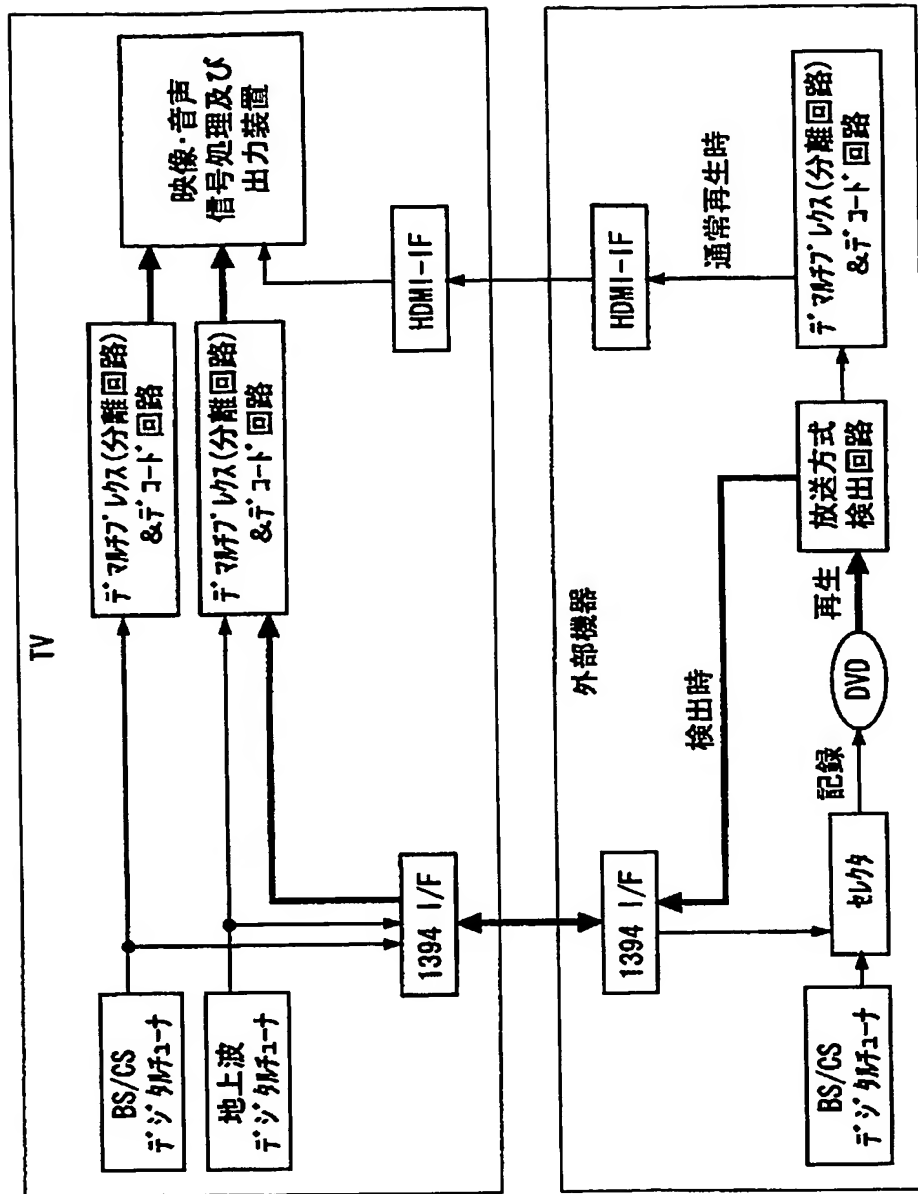 TV
BS/CS
デジタルチューナ
地上波
デジタルチューナ
1394 I/F
デマルチプレクス(分離回路)
&デコード回路
デマルチプレクス(分離回路)
&デコード回路
HDMI-IF
映像・音声
信号処理及び
出力装置
外部機器
BS/CS
デジタルチューナ
1394 I/F
セレクタ
検出時
記録
DVD
再生
放送方式
検出回路
HDMI-IF
通常再生時
デマルチプレクス(分離回路)
&デコード回路